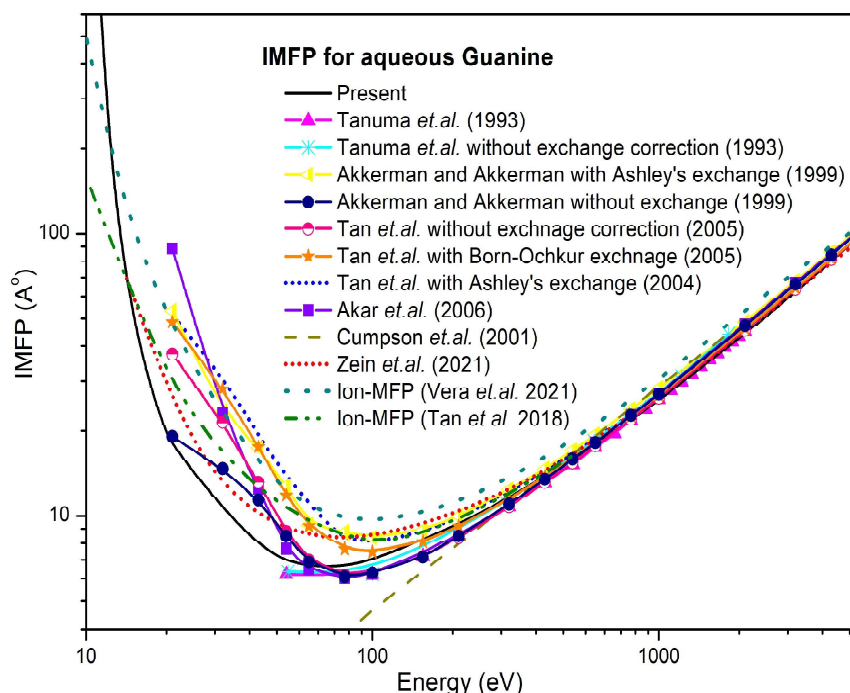 IMFP for aqueous Guanine
Present
Tanuma et.al. (1993)
Tanuma et.al. without exchange correction (1993)
Akkerman and Akkerman with Ashley's exchange (1999)
Akkerman and Akkerman without exchange (1999)
Tan et.al. without exchnage correction (2005)
Tan et.al. with Born-Ochkur exchnage (2005)
Tan et.al. with Ashley's exchange (2004)
Akar et.al. (2006)
Cumpson et.al. (2001)
Zein et.al. (2021)
Ion-MFP (Vera et.al. 2021)
Ion-MFP (Tan et.al. 2018)
IMFP (A°)
100
10
10
100
1000
Energy (eV)